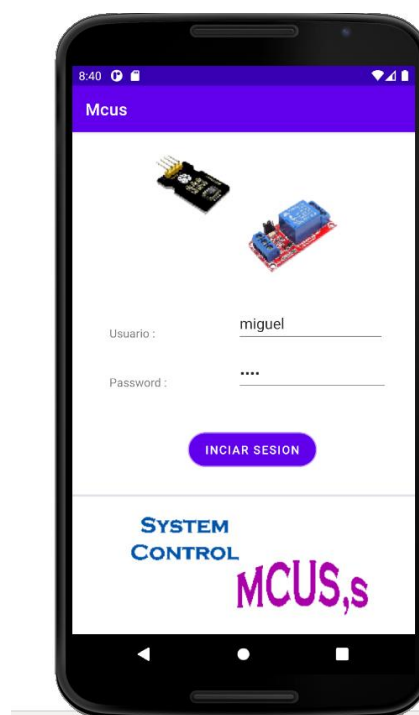 8:40
Mcus
Usuario :
miguel
Password :
....
INCIAR SESION
SYSTEM
CONTROL
MCUS,s